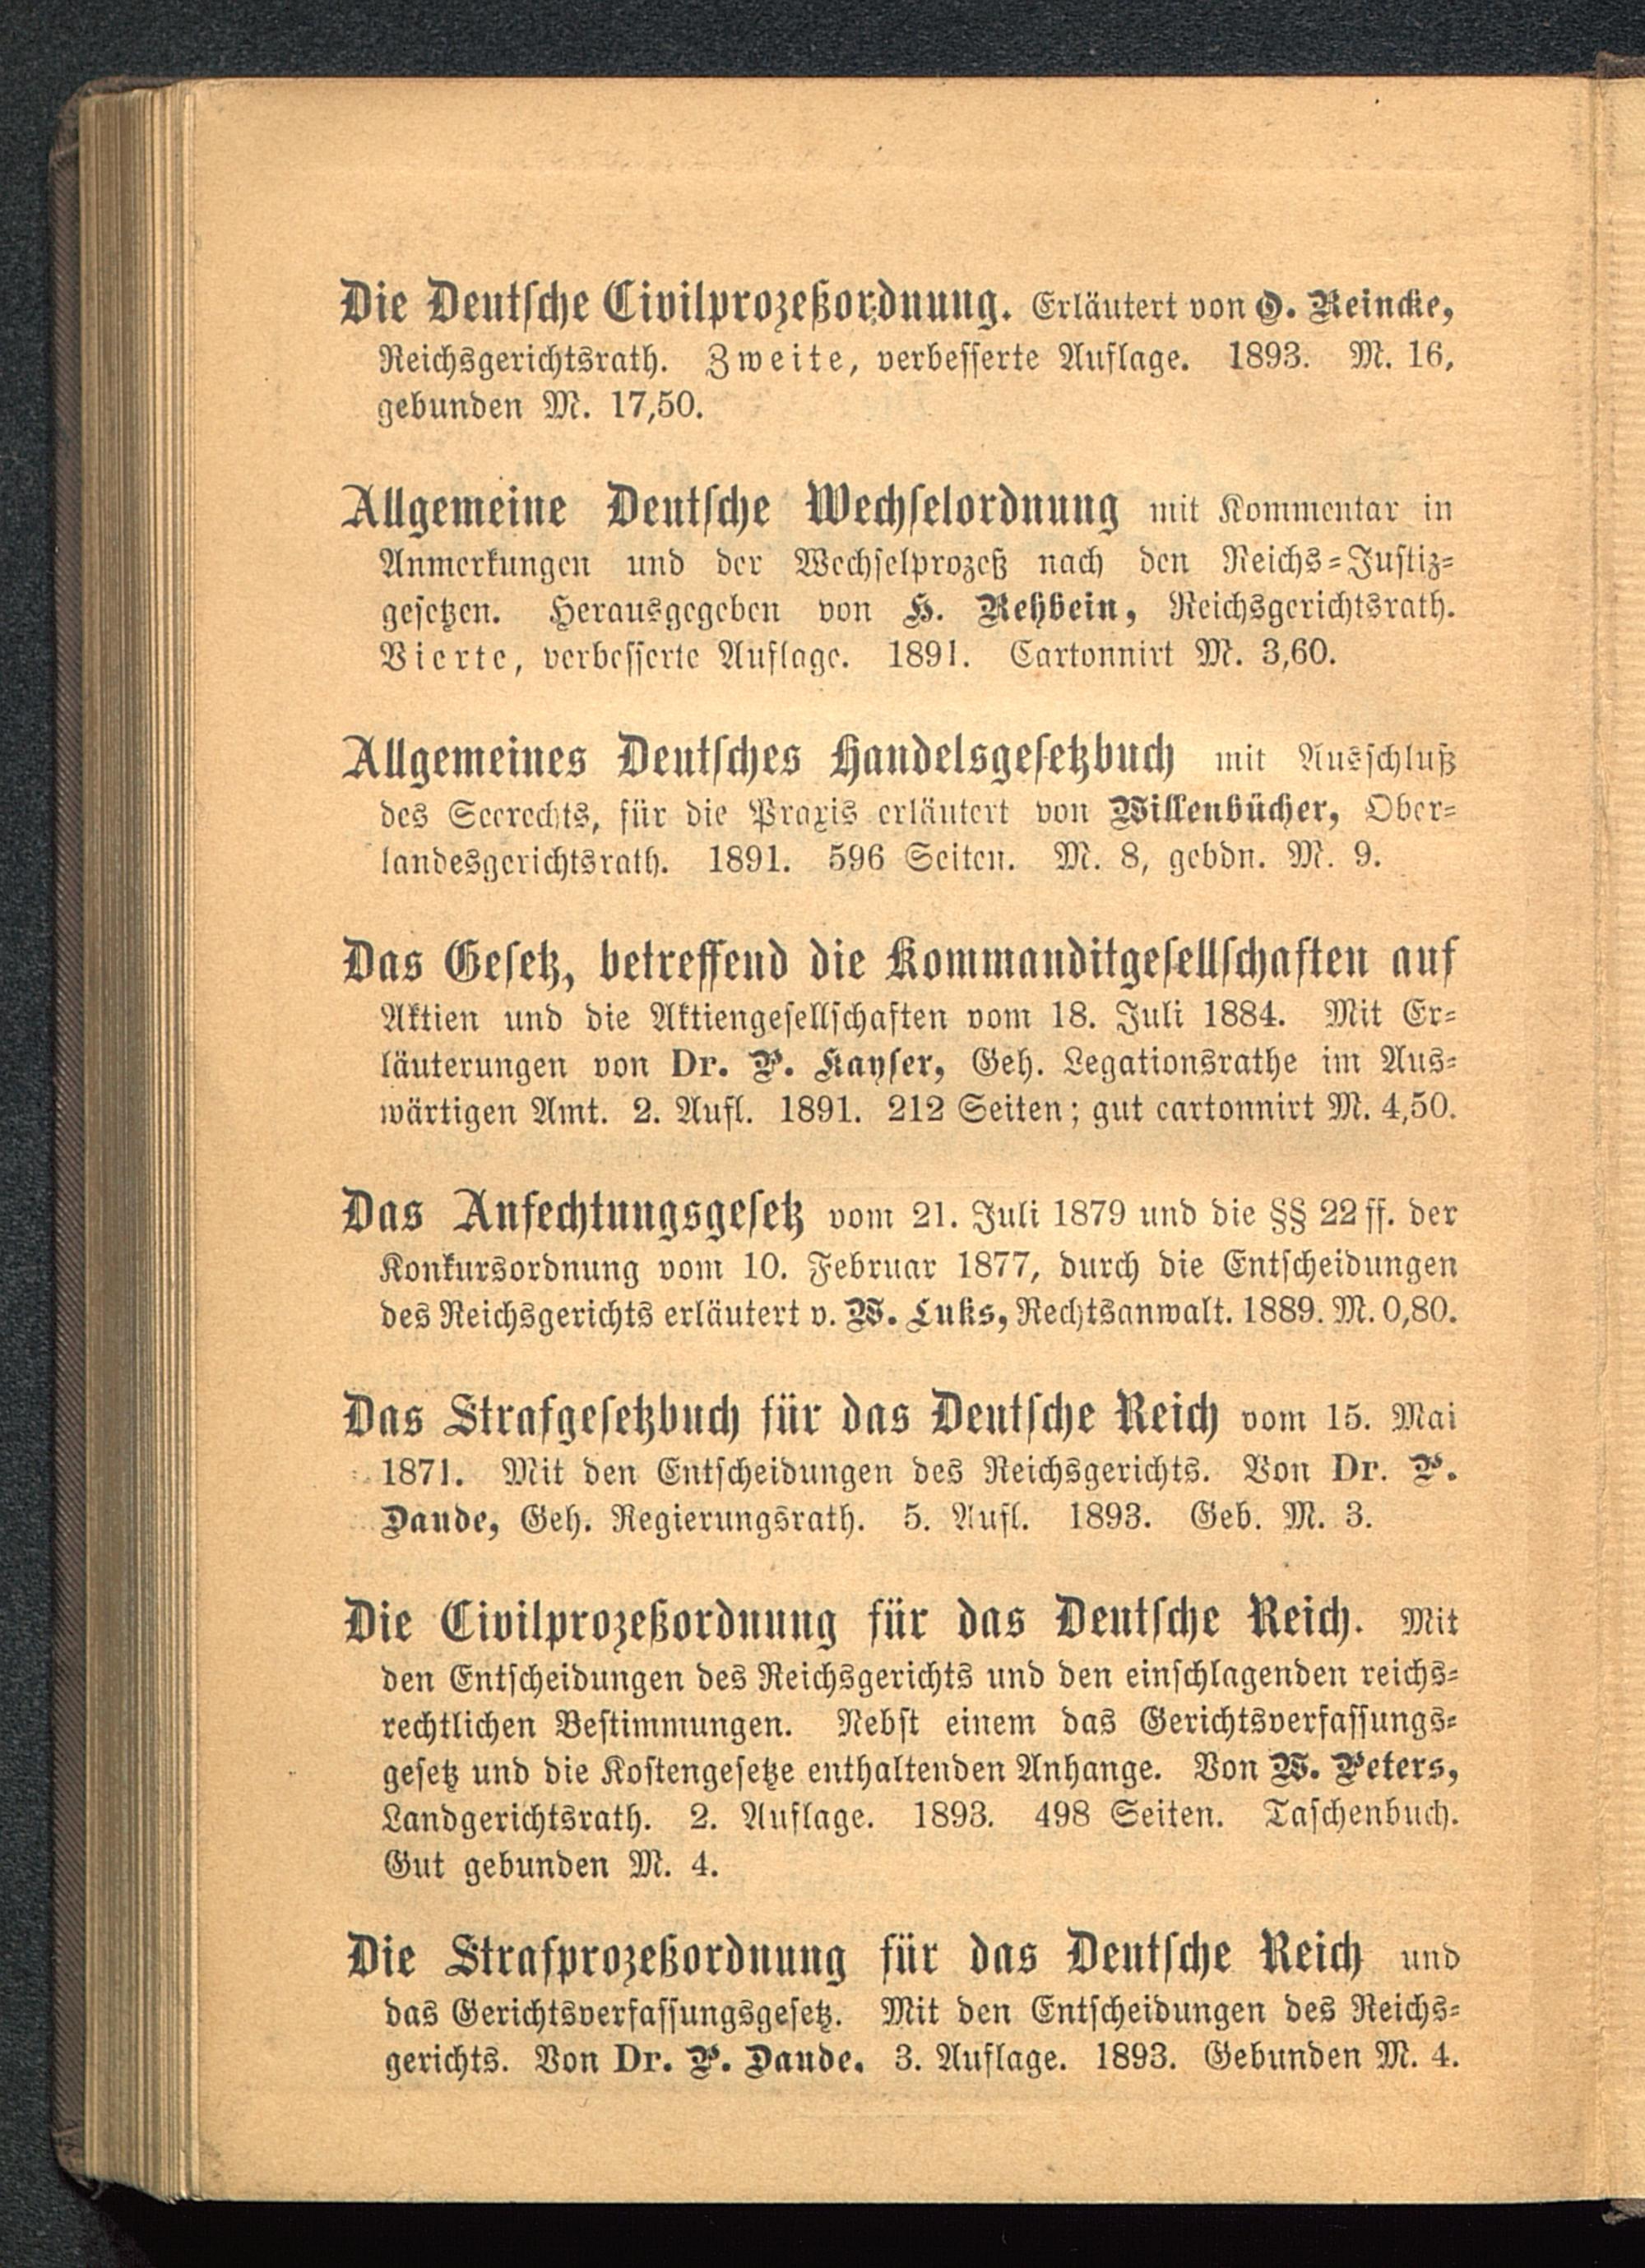 Die Deutsche Civilprozeßordnung. Erläutert von O. Reincke,
Reichsgerichtsrath. Zweite, verbesserte Auflage. 1893. M. 16,
gebunden M. 17,50.
Allgemeine Deutsche Wechselordnung mit Kommentar in
Anmerkungen und der Wechselprozeß nach den Reichs-Justiz-
gesetzen. Herausgegeben von H. Rehbein, Reichsgerichtsrath.
Vierte, verbesserte Auflage. 1891. Cartonnirt M. 3,60.
Allgemeines Deutsches Handelsgesetzbuch mit Ausschluß
des Seerechts, für die Praxis erläutert von Willenbücher, Ober-
landesgerichtsrath. 1891. 596 Seiten. M. 8, gebdn. M. 9.
Das Gesetz, betreffend die Kommanditgesellschaften auf
Aktien und die Aktiengesellschaften vom 18. Juli 1884. Mit Er-
läuterungen von Dr. P. Kayser, Geh. Legationsrathe im Aus-
wärtigen Amt. 2. Aufl. 1891. 212 Seiten; gut cartonnirt M. 4,50.
Das Anfechtungsgesetz vom 21. Juli 1879 und die §§ 22 ff. der
Konkursordnung vom 10. Februar 1877, durch die Entscheidungen
des Reichsgerichts erläutert v. W. Luks, Rechtsanwalt. 1889. M. 0,80.
Das Strafgesetzbuch für das Deutsche Reich vom 15. Mai
1871. Mit den Entscheidungen des Reichsgerichts. Von Dr. P.
Daude, Geh. Regierungsrath. 5. Aufl. 1893. Geb. M. 3.
Die Civilprozeßordnung für das Deutsche Reich. Mit
den Entscheidungen des Reichsgerichts und den einschlagenden reichs-
rechtlichen Bestimmungen. Nebst einem das Gerichtsverfassungs-
gesetz und die Kostengesetze enthaltenden Anhange. Von W. Peters,
Landgerichtsrath. 2. Auflage. 1893. 498 Seiten. Taschenbuch.
Gut gebunden M. 4.
Die Strafprozeßordnung für das Deutsche Reich und
das Gerichtsverfassungsgesetz. Mit den Entscheidungen des Reichs-
gerichts. Von Dr. P. Daude. 3. Auflage. 1893. Gebunden M. 4.